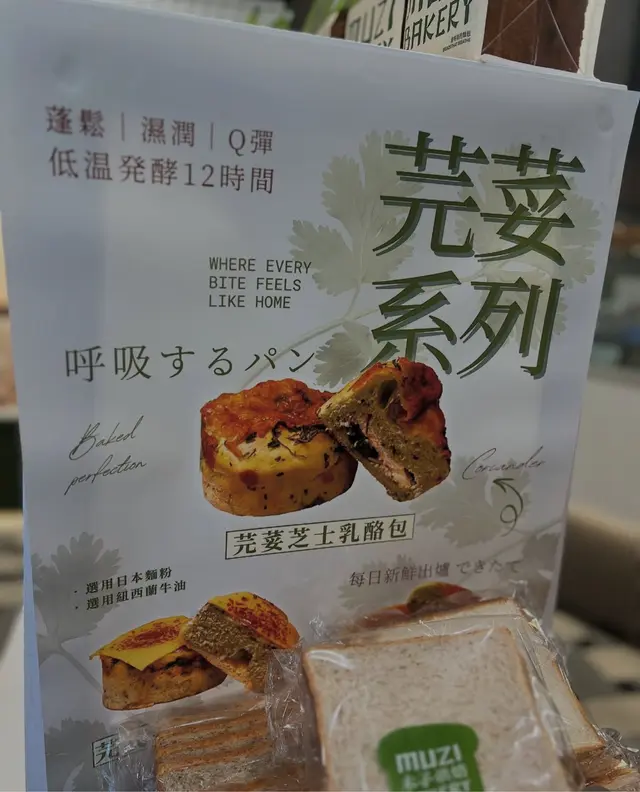 MUZI
BAKERY
蓬鬆｜濕潤｜Q彈
低温発酵12時間
芫荽
系列
WHERE EVERY
BITE FEELS
LIKE HOME
呼吸するパン
Baked
perfection
Coriander
芫荽芝士乳酪包
· 選用日本麵粉
· 選用紐西蘭牛油
每日新鮮出爐 できたて
芫
MUZI